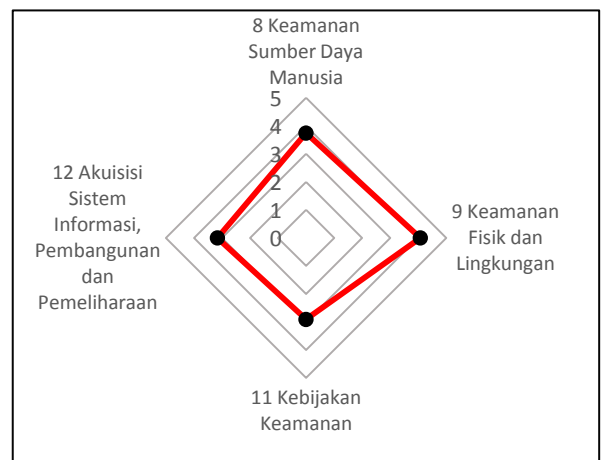 8 Keamanan
Sumber Daya
Manusia
5
4
3
2
1
0
12 Akuisisi
Sistem
Informasi,
Pembangunan
dan
Pemeliharaan
9 Keamanan
Fisik dan
Lingkungan
11 Kebijakan
Keamanan